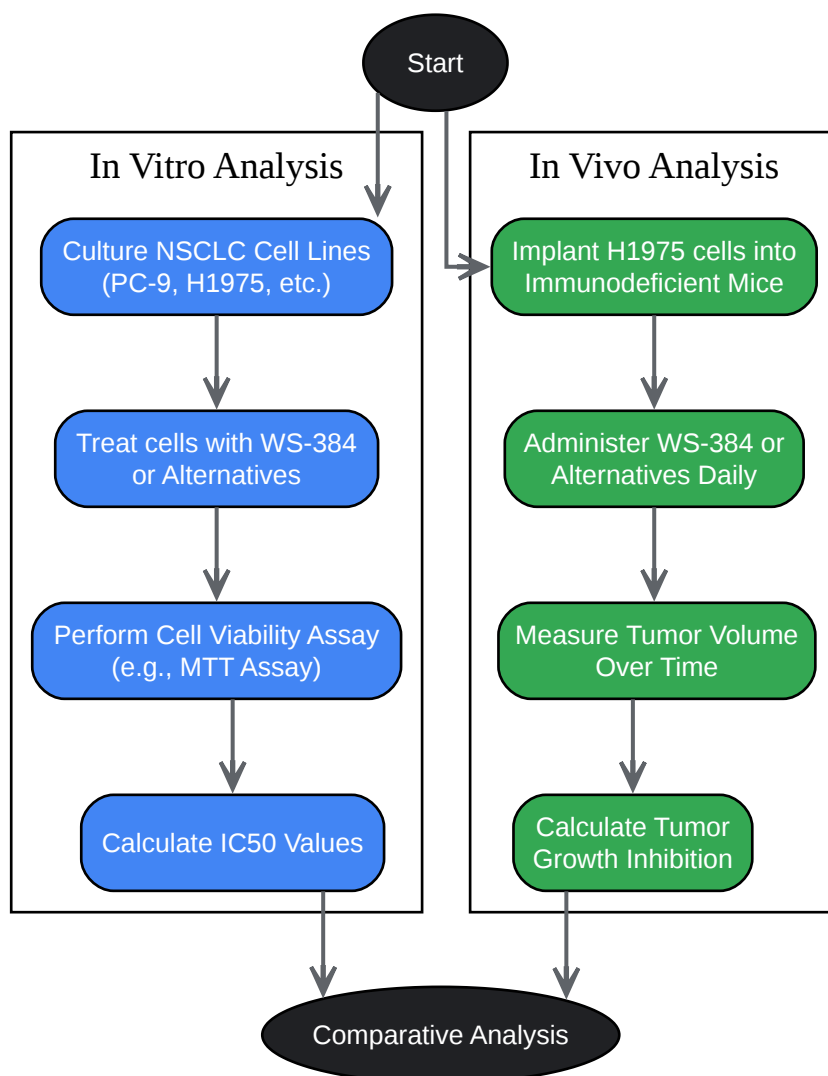 Start
In Vitro Analysis
Culture NSCLC Cell Lines
(PC-9, H1975, etc.)
Treat cells with WS-384
or Alternatives
Perform Cell Viability Assay
(e.g., MTT Assay)
Calculate IC50 Values
In Vivo Analysis
Implant H1975 cells into
Immunodeficient Mice
Administer WS-384 or
Alternatives Daily
Measure Tumor Volume
Over Time
Calculate Tumor
Growth Inhibition
Comparative Analysis